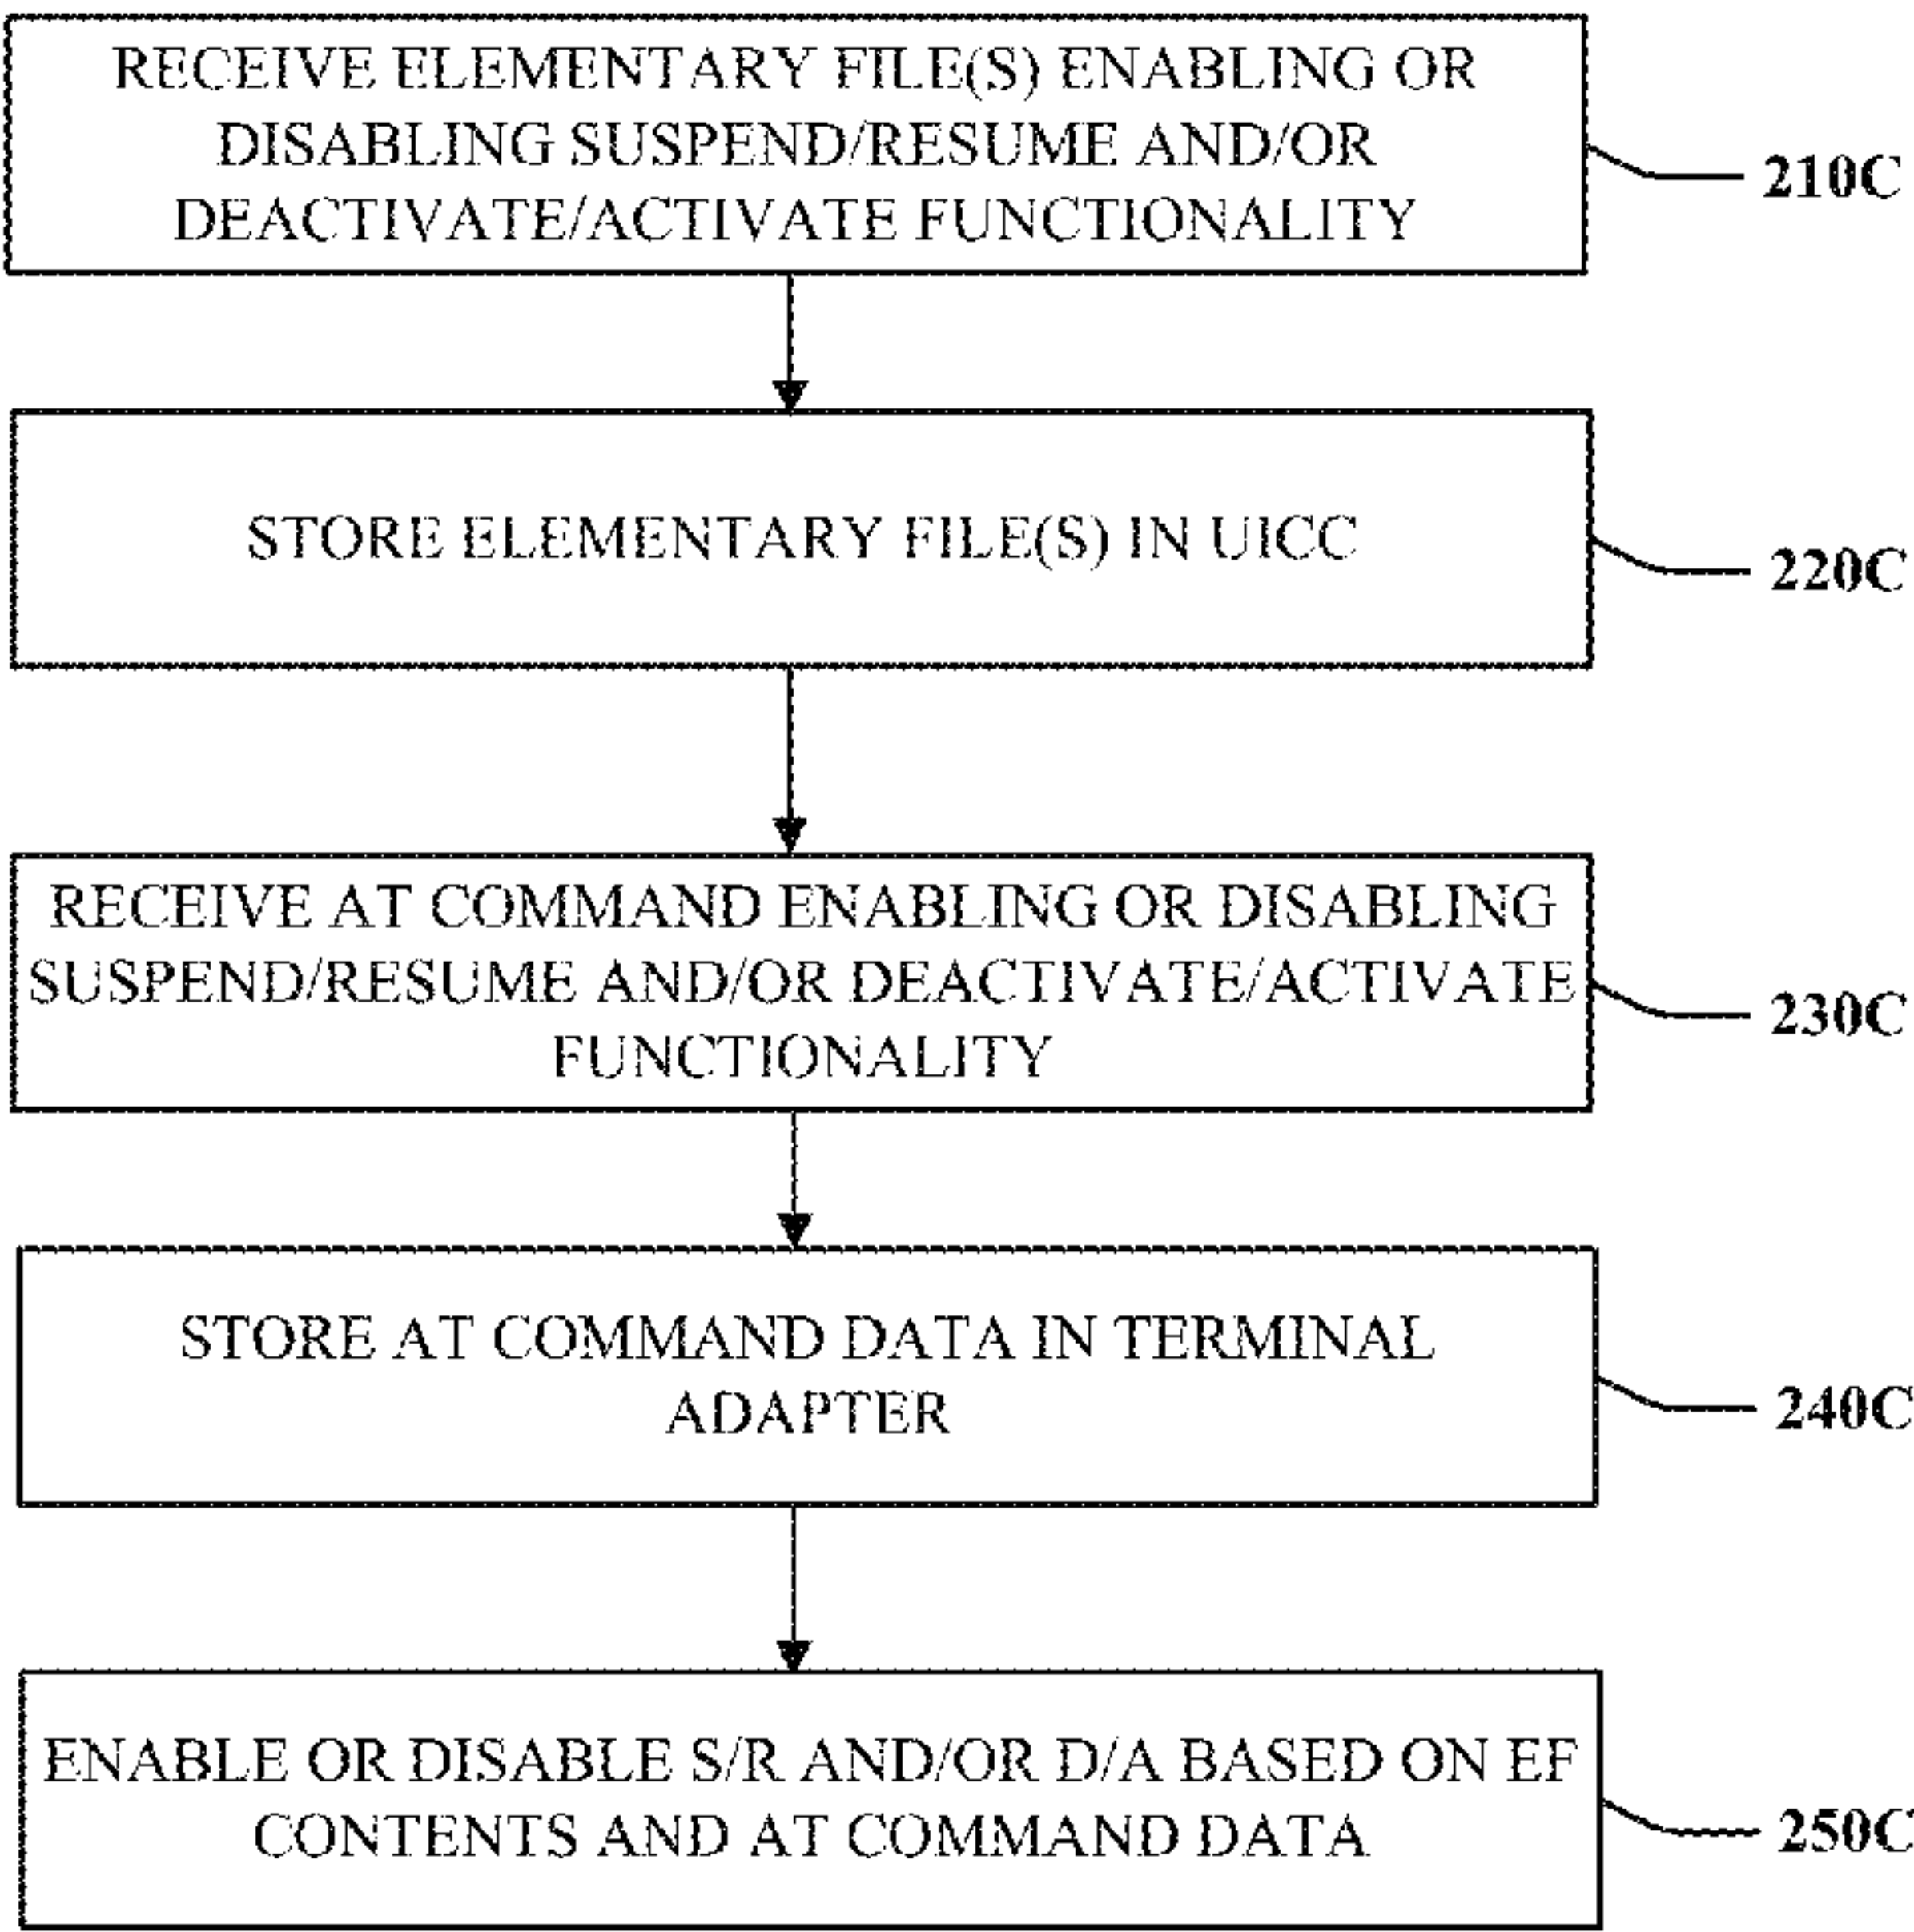 RECEIVE ELEMENTARY FILE(S) ENABLING OR
DISABLING SUSPEND/RESUME AND/OR
DEACTIVATE/ACTIVATE FUNCTIONALITY
210C
STORE ELEMENTARY FILE(S) IN UICC
220C
RECEIVE AT COMMAND ENABLING OR DISABLING
SUSPEND/RESUME AND/OR DEACTIVATE/ACTIVATE
FUNCTIONALITY
230C
STORE AT COMMAND DATA IN TERMINAL
ADAPTER
240C
ENABLE OR DISABLE S/R AND/OR D/A BASED ON EF
CONTENTS AND AT COMMAND DATA
250C